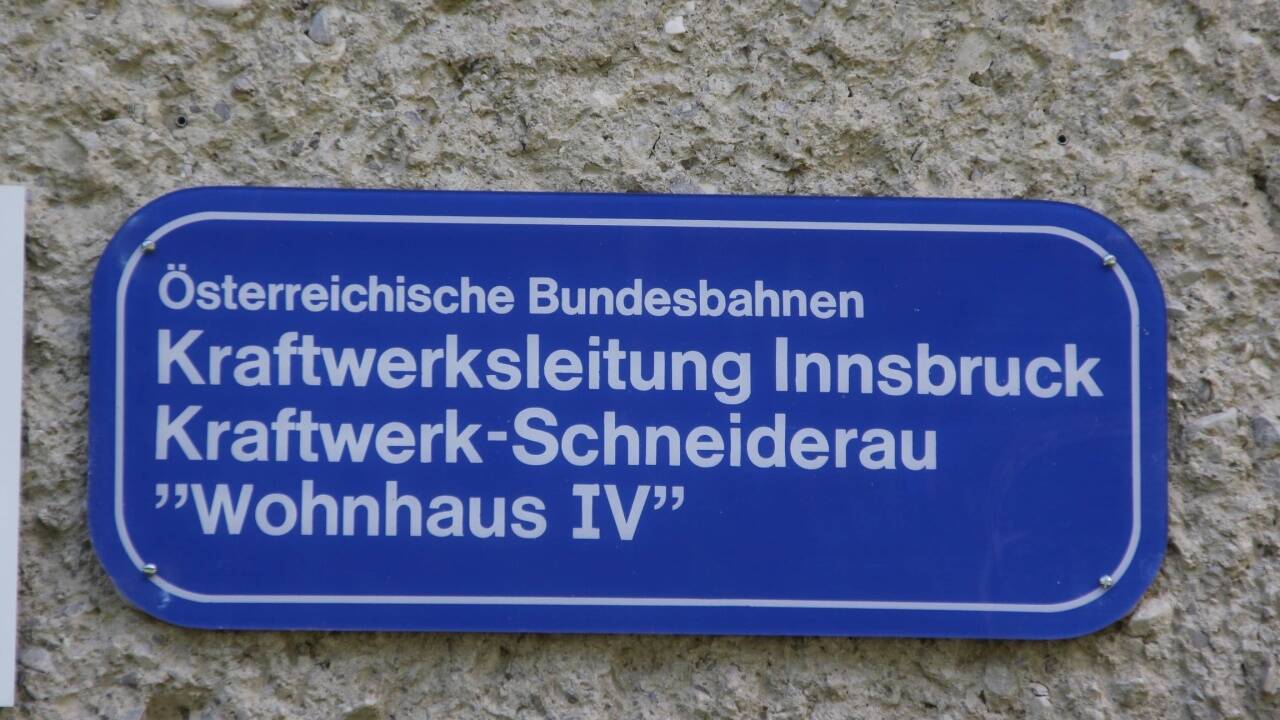 Österreichische Bundesbahnen
Kraftwerksleitung Innsbruck
Kraftwerk-Schneiderau
”Wohnhaus IV”